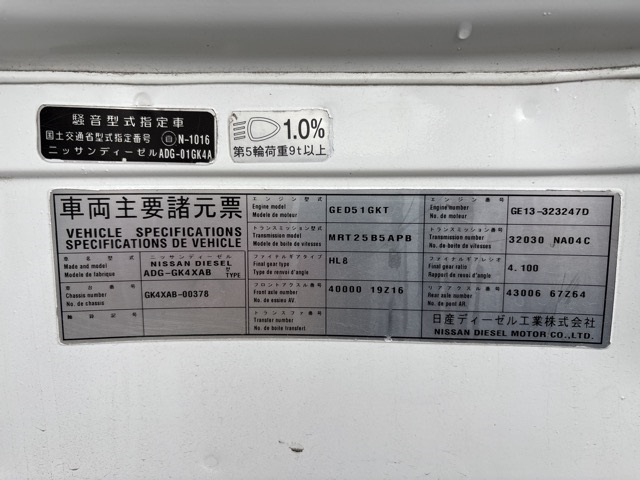 騒音型式指定車
国土交通省型式指定番号 自 N-1016
ニッサンディーゼル ADG-01GK4A
1.0%
第5輪荷重9t以上
車両主要諸元票
VEHICLE SPECIFICATIONS
SPECIFICATIONS DE VEHICLE
車名型式 ニッサン ディーゼル
Made and model NISSAN DIESEL
Modele de fabrique ADG-GK4XAB 型 TYPE
車台番号
Chassis number GK4XAB-00378
No. de chassis
エンジン型式
Engine model GED51GKT
Modele de moteur
トランスミッション型式
Transmission model MRT25B5APB
Modele de boite de vitesses
ファイナルギアタイプ
Final gear type HL8
Type de renvoi d'angle
フロントアクスル番号
Front axle number 40000 19Z16
No. de essieu AV.
トランスファ番号
Transfer number
No. de boite transfert
エンジン番号
Engine number GE13-323247D
No. de moteur
トランスミッション番号
Transmission number 32030 NA04C
No. de boite de vitesses
ファイナルギア比
Final gear ratio 4.100
Rapport de renvoi d'angle
リアアクスル番号
Rear axle number 43006 67Z64
No. de pont AR.
日産ディーゼル工業株式会社
NISSAN DIESEL MOTOR CO.,LTD.